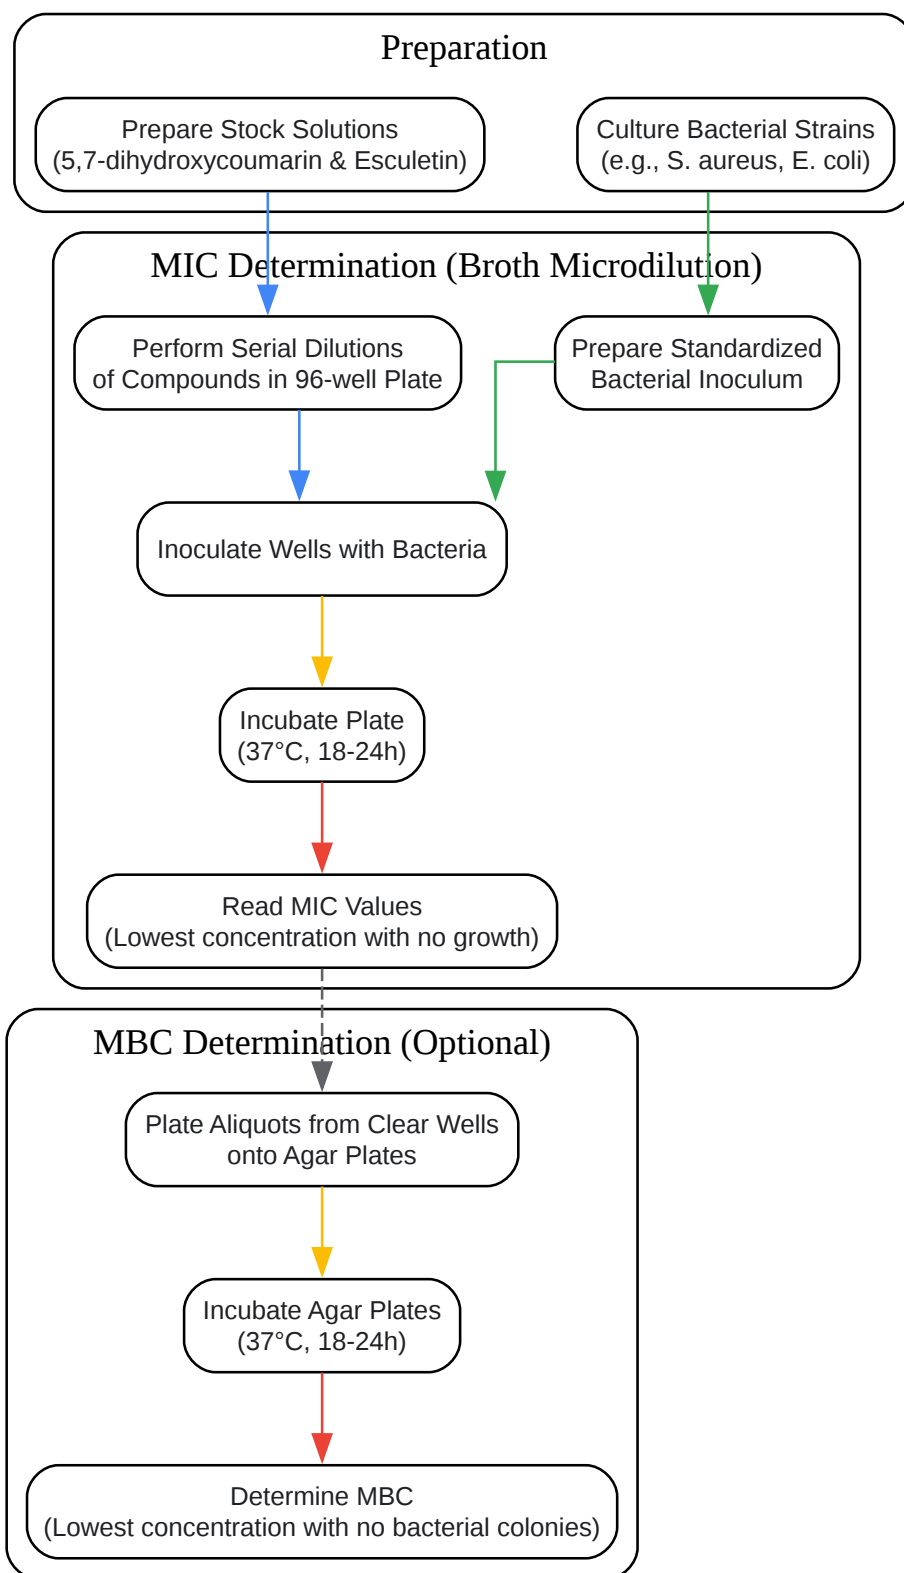 Preparation
Prepare Stock Solutions
(5,7-dihydroxycoumarin & Esculetin)
Culture Bacterial Strains
(e.g., S. aureus, E. coli)
MIC Determination (Broth Microdilution)
Perform Serial Dilutions
of Compounds in 96-well Plate
Prepare Standardized
Bacterial Inoculum
Inoculate Wells with Bacteria
Incubate Plate
(37°C, 18-24h)
Read MIC Values
(Lowest concentration with no growth)
MBC Determination (Optional)
Plate Aliquots from Clear Wells
onto Agar Plates
Incubate Agar Plates
(37°C, 18-24h)
Determine MBC
(Lowest concentration with no bacterial colonies)